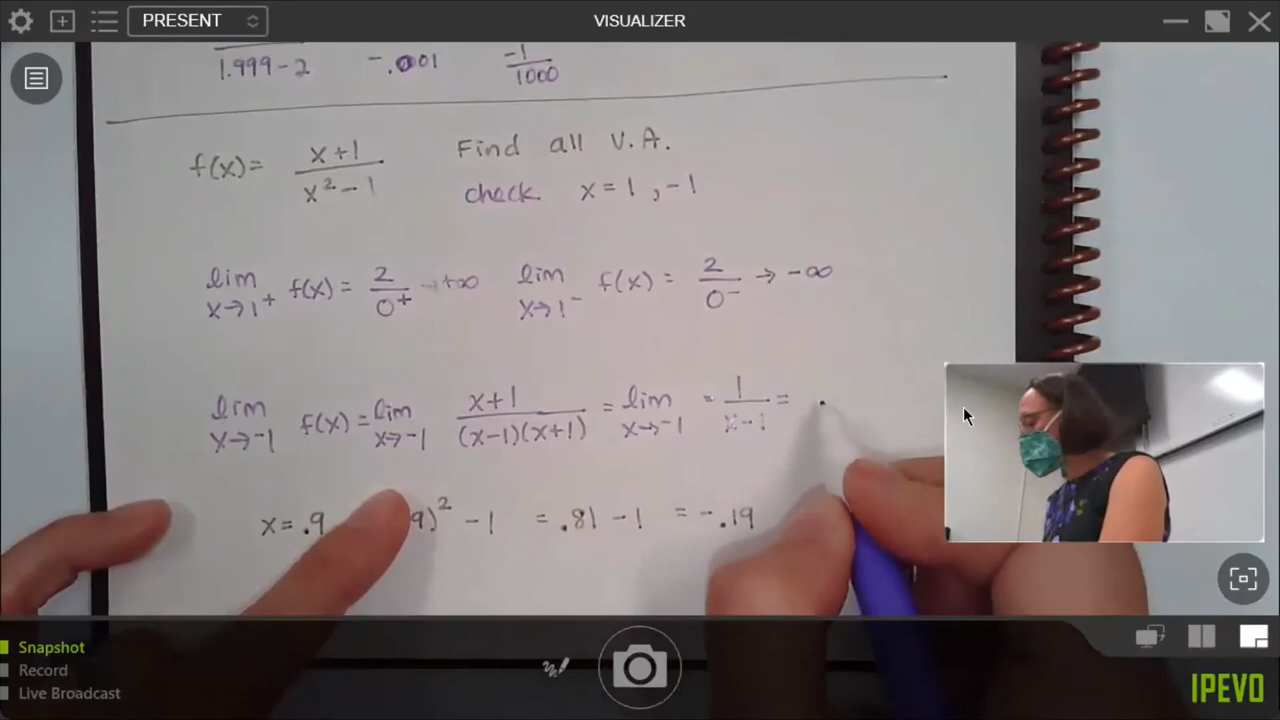 PRESENT
VISUALIZER
1.999-2 -.001 -1/1000
f(x)= x+1/x²-1 Find all V.A.
check x=1,-1
lim x→1⁺ f(x)= 2/0⁺ →+∞ lim x→1⁻ f(x)= 2/0⁻ → -∞
lim x→-1 f(x)= lim x→-1 x+1/(x-1)(x+1) = lim x→-1 = 1/x-1 =
x=.9 9)² -1 = .81 -1 = -.19
Snapshot
Record
Live Broadcast
IPEVO